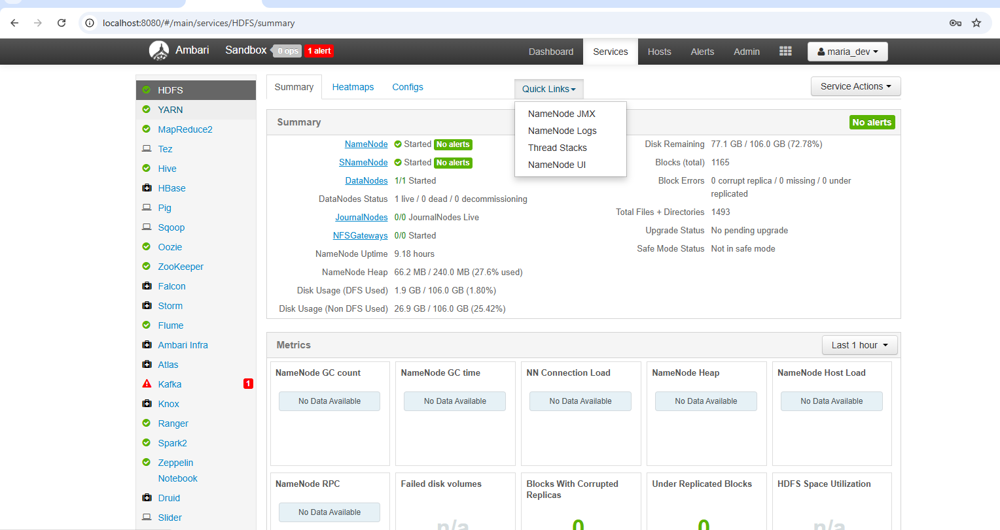 localhost:8080/#/main/services/HDFS/summary
Ambari Sandbox 0 ops 1 alert Dashboard Services Hosts Alerts Admin maria_dev
HDFS
YARN
MapReduce2
Tez
Hive
HBase
Pig
Sqoop
Oozie
ZooKeeper
Falcon
Storm
Flume
Ambari Infra
Atlas
Kafka 1
Knox
Ranger
Spark2
Zeppelin
Notebook
Druid
Slider
Summary Heatmaps Configs Quick Links Service Actions
NameNode JMX
NameNode Logs
Thread Stacks
NameNode UI
Summary No alerts
NameNode Started No alerts
SNameNode Started No alerts
DataNodes 1/1 Started
DataNodes Status 1 live / 0 dead / 0 decommissioning
JournalNodes 0/0 JournalNodes Live
NFSGateways 0/0 Started
NameNode Uptime 9.18 hours
NameNode Heap 66.2 MB / 240.0 MB (27.6% used)
Disk Usage (DFS Used) 1.9 GB / 106.0 GB (1.80%)
Disk Usage (Non DFS Used) 26.9 GB / 106.0 GB (25.42%)
Disk Remaining 77.1 GB / 106.0 GB (72.78%)
Blocks (total) 1165
Block Errors 0 corrupt replica / 0 missing / 0 under
replicated
Total Files + Directories 1493
Upgrade Status No pending upgrade
Safe Mode Status Not in safe mode
Metrics Last 1 hour
NameNode GC count
No Data Available
NameNode GC time
No Data Available
NN Connection Load
No Data Available
NameNode Heap
No Data Available
NameNode Host Load
No Data Available
NameNode RPC
No Data Available
Failed disk volumes
n/a
Blocks With Corrupted
Replicas
0
Under Replicated Blocks
0
HDFS Space Utilization
n/a